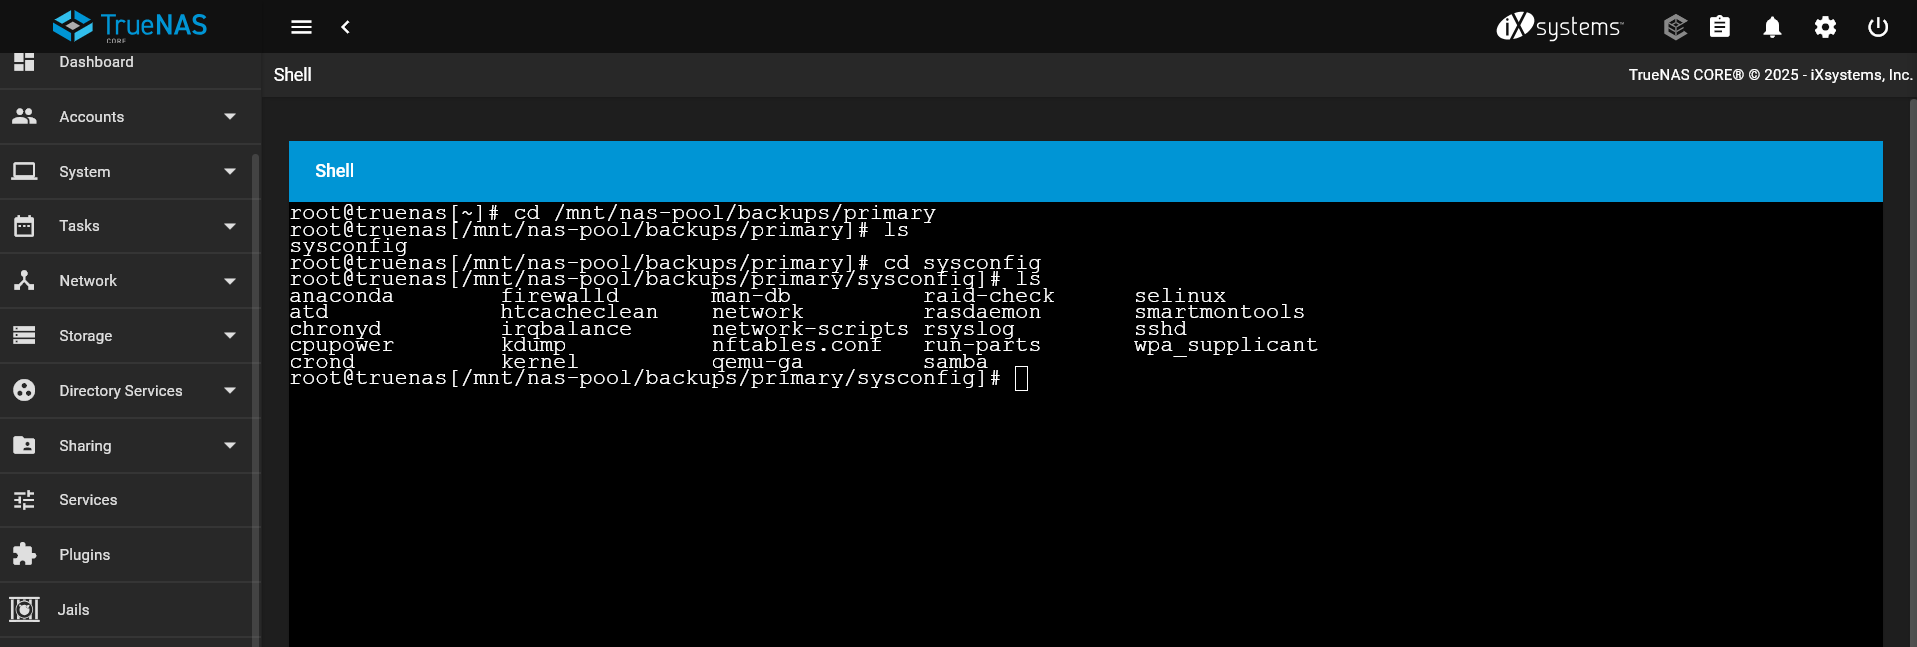 TrueNAS
CORE
iXsystems
Dashboard
Shell
TrueNAS CORE® © 2025 - iXsystems, Inc.
Accounts
System
Tasks
Network
Storage
Directory Services
Sharing
Services
Plugins
Jails
Shell
root@truenas[~]# cd /mnt/nas-pool/backups/primary
root@truenas[/mnt/nas-pool/backups/primary]# ls
sysconfig
root@truenas[/mnt/nas-pool/backups/primary]# cd sysconfig
root@truenas[/mnt/nas-pool/backups/primary/sysconfig]# ls
anaconda firewalld man-db raid-check selinux
atd htcacheclean network rasdaemon smartmontools
chronyd irqbalance network-scripts rsyslog sshd
cpupower kdump nftables.conf run-parts wpa_supplicant
crond kernel qemu-ga samba
root@truenas[/mnt/nas-pool/backups/primary/sysconfig]#